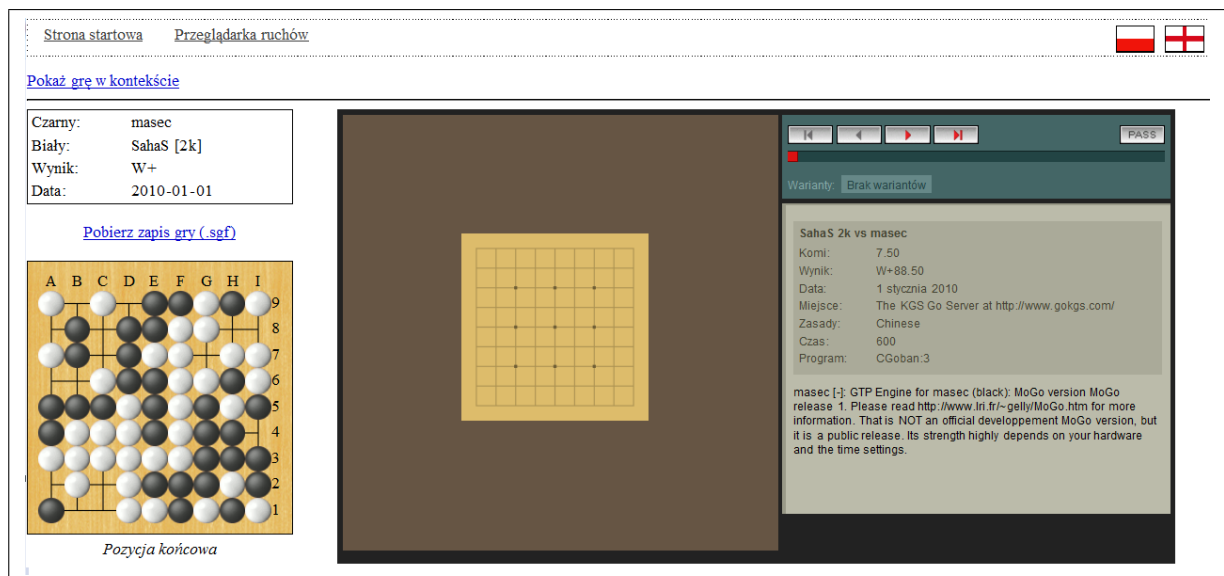 Strona startowa Przeglądarka ruchów
Pokaż grę w kontekście
Czarny: masec
Biały: SahaS [2k]
Wynik: W+
Data: 2010-01-01
Pobierz zapis gry (.sgf)
A B C D E F G H I
9
8
7
6
5
4
3
2
1
Pozycja końcowa
PASS
Warianty: Brak wariantów
SahaS 2k vs masec
Komi: 7.50
Wynik: W+88.50
Data: 1 stycznia 2010
Miejsce: The KGS Go Server at http://www.gokgs.com/
Zasady: Chinese
Czas: 600
Program: CGoban:3
masec [-]: GTP Engine for masec (black): MoGo version MoGo
release 1. Please read http://www.lri.fr/~gelly/MoGo.htm for more
information. That is NOT an official developpement MoGo version, but
it is a public release. Its strength highly depends on your hardware
and the time settings.